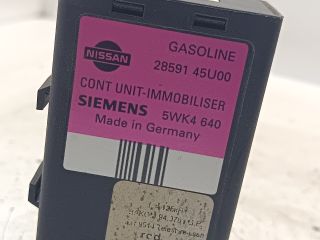 GASOLINE
NISSAN
28591 45U00
CONT UNIT-IMMOBILISER
SIEMENS 5WK4 640
Made in Germany